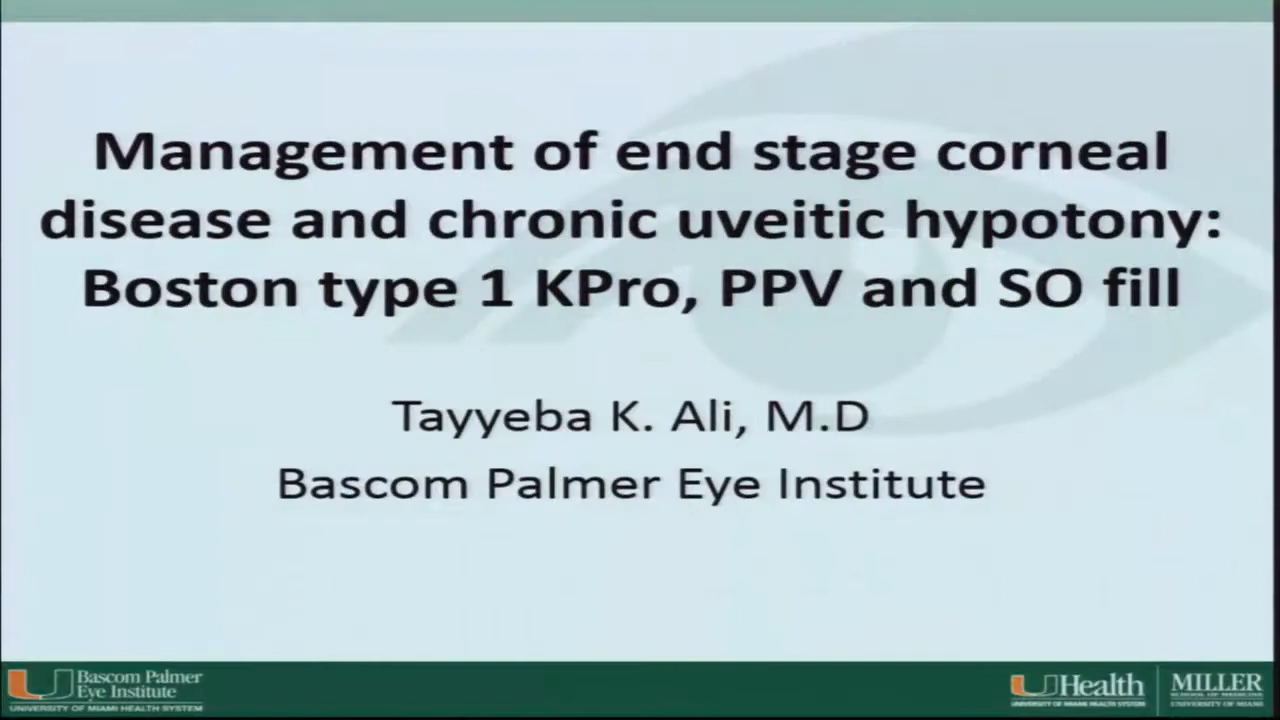 Management of end stage corneal
disease and chronic uveitic hypotony:
Boston type 1 KPro, PPV and SO fill
Tayyeba K. Ali, M.D
Bascom Palmer Eye Institute
Bascom Palmer
Eye Institute
UNIVERSITY OF MIAMI HEALTH SYSTEM
UHealth
UNIVERSITY OF MIAMI HEALTH SYSTEM
MILLER
SCHOOL OF MEDICINE
UNIVERSITY OF MIAMI